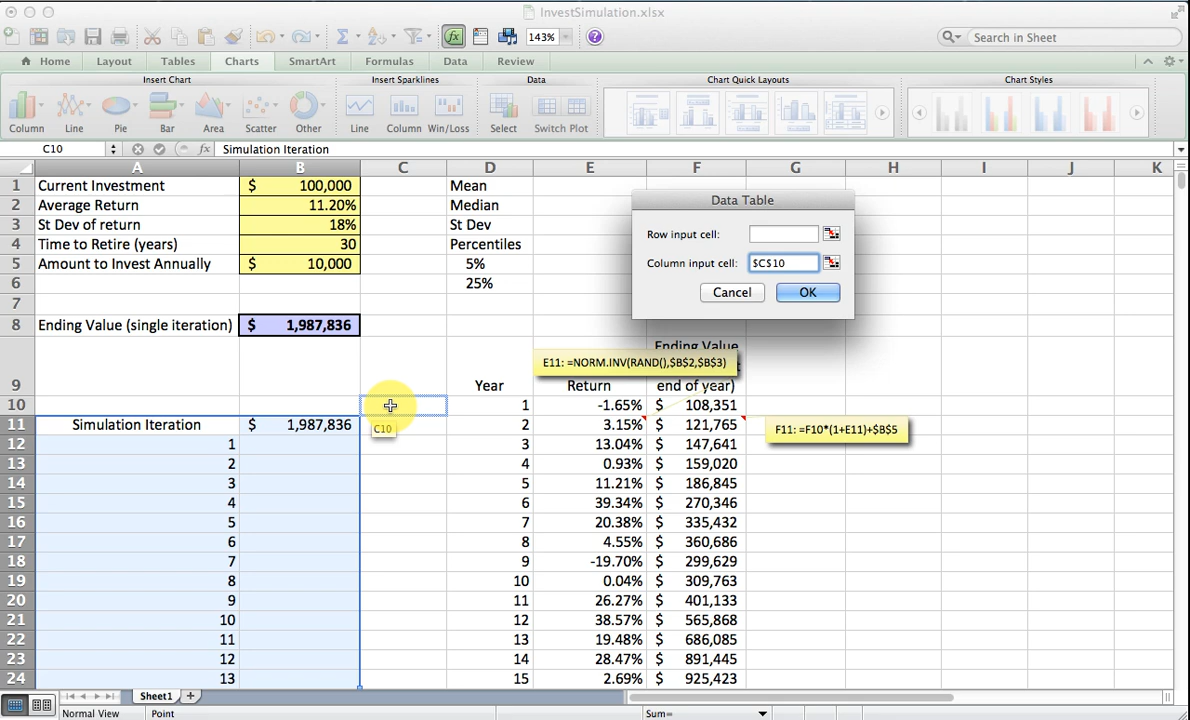 InvestSimulation.xlsx
143%
Search in Sheet
Home Layout Tables Charts SmartArt Formulas Data Review
Insert Chart Insert Sparklines Data Chart Quick Layouts Chart Styles
Column Line Pie Bar Area Scatter Other Line Column Win/Loss Select Switch Plot
C10 fx Simulation Iteration
A B C D E F G H I J K
1 Current Investment $ 100,000 Mean
2 Average Return 11.20% Median
3 St Dev of return 18% St Dev
4 Time to Retire (years) 30 Percentiles
5 Amount to Invest Annually $ 10,000 5%
6 25%
7
8 Ending Value (single iteration) $ 1,987,836
Data Table
Row input cell:
Column input cell: $C$10
Cancel OK
Ending Value
E11: =NORM.INV(RAND(),$B$2,$B$3)
9 Year Return end of year)
10 1 -1.65% $ 108,351
C10
11 Simulation Iteration $ 1,987,836 2 3.15% $ 121,765
F11: =F10*(1+E11)+$B$5
12 1 3 13.04% $ 147,641
13 2 4 0.93% $ 159,020
14 3 5 11.21% $ 186,845
15 4 6 39.34% $ 270,346
16 5 7 20.38% $ 335,432
17 6 8 4.55% $ 360,686
18 7 9 -19.70% $ 299,629
19 8 10 0.04% $ 309,763
20 9 11 26.27% $ 401,133
21 10 12 38.57% $ 565,868
22 11 13 19.48% $ 686,085
23 12 14 28.47% $ 891,445
24 13 15 2.69% $ 925,423
Sheet1
Normal View Point Sum=